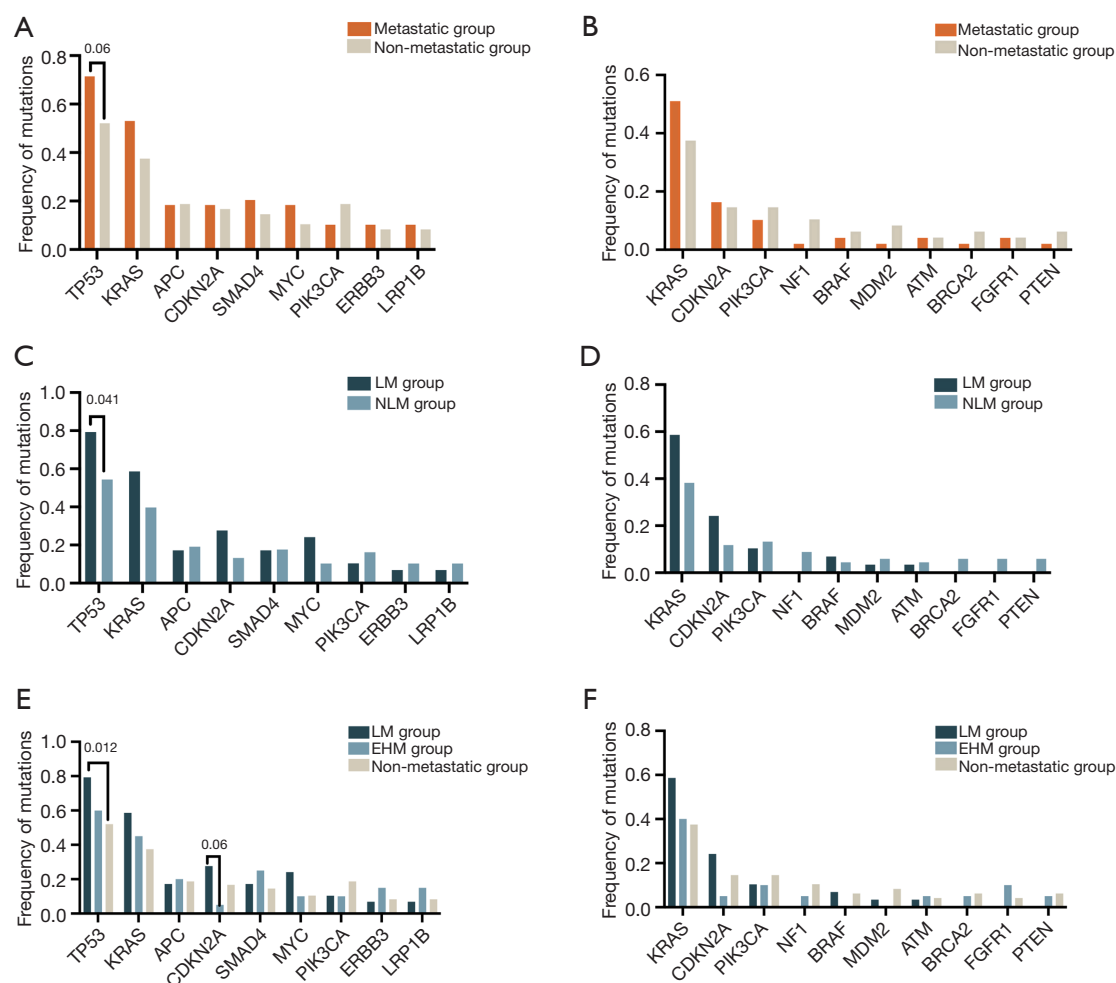 A
Metastatic group
Non-metastatic group
0.06
Frequency of mutations
0.8
0.6
0.4
0.2
0.0
TP53
KRAS
APC
CDKN2A
SMAD4
MYC
PIK3CA
ERBB3
LRP1B
B
Metastatic group
Non-metastatic group
Frequency of mutations
0.6
0.4
0.2
0.0
KRAS
CDKN2A
PIK3CA
NF1
BRAF
MDM2
ATM
BRCA2
FGFR1
PTEN
C
LM group
NLM group
0.041
Frequency of mutations
1.0
0.8
0.6
0.4
0.2
0.0
TP53
KRAS
APC
CDKN2A
SMAD4
MYC
PIK3CA
ERBB3
LRP1B
D
LM group
NLM group
Frequency of mutations
0.8
0.6
0.4
0.2
0.0
KRAS
CDKN2A
PIK3CA
NF1
BRAF
MDM2
ATM
BRCA2
FGFR1
PTEN
E
LM group
EHM group
Non-metastatic group
0.012
0.06
Frequency of mutations
1.0
0.8
0.6
0.4
0.2
0.0
TP53
KRAS
APC
CDKN2A
SMAD4
MYC
PIK3CA
ERBB3
LRP1B
F
LM group
EHM group
Non-metastatic group
Frequency of mutations
0.8
0.6
0.4
0.2
0.0
KRAS
CDKN2A
PIK3CA
NF1
BRAF
MDM2
ATM
BRCA2
FGFR1
PTEN